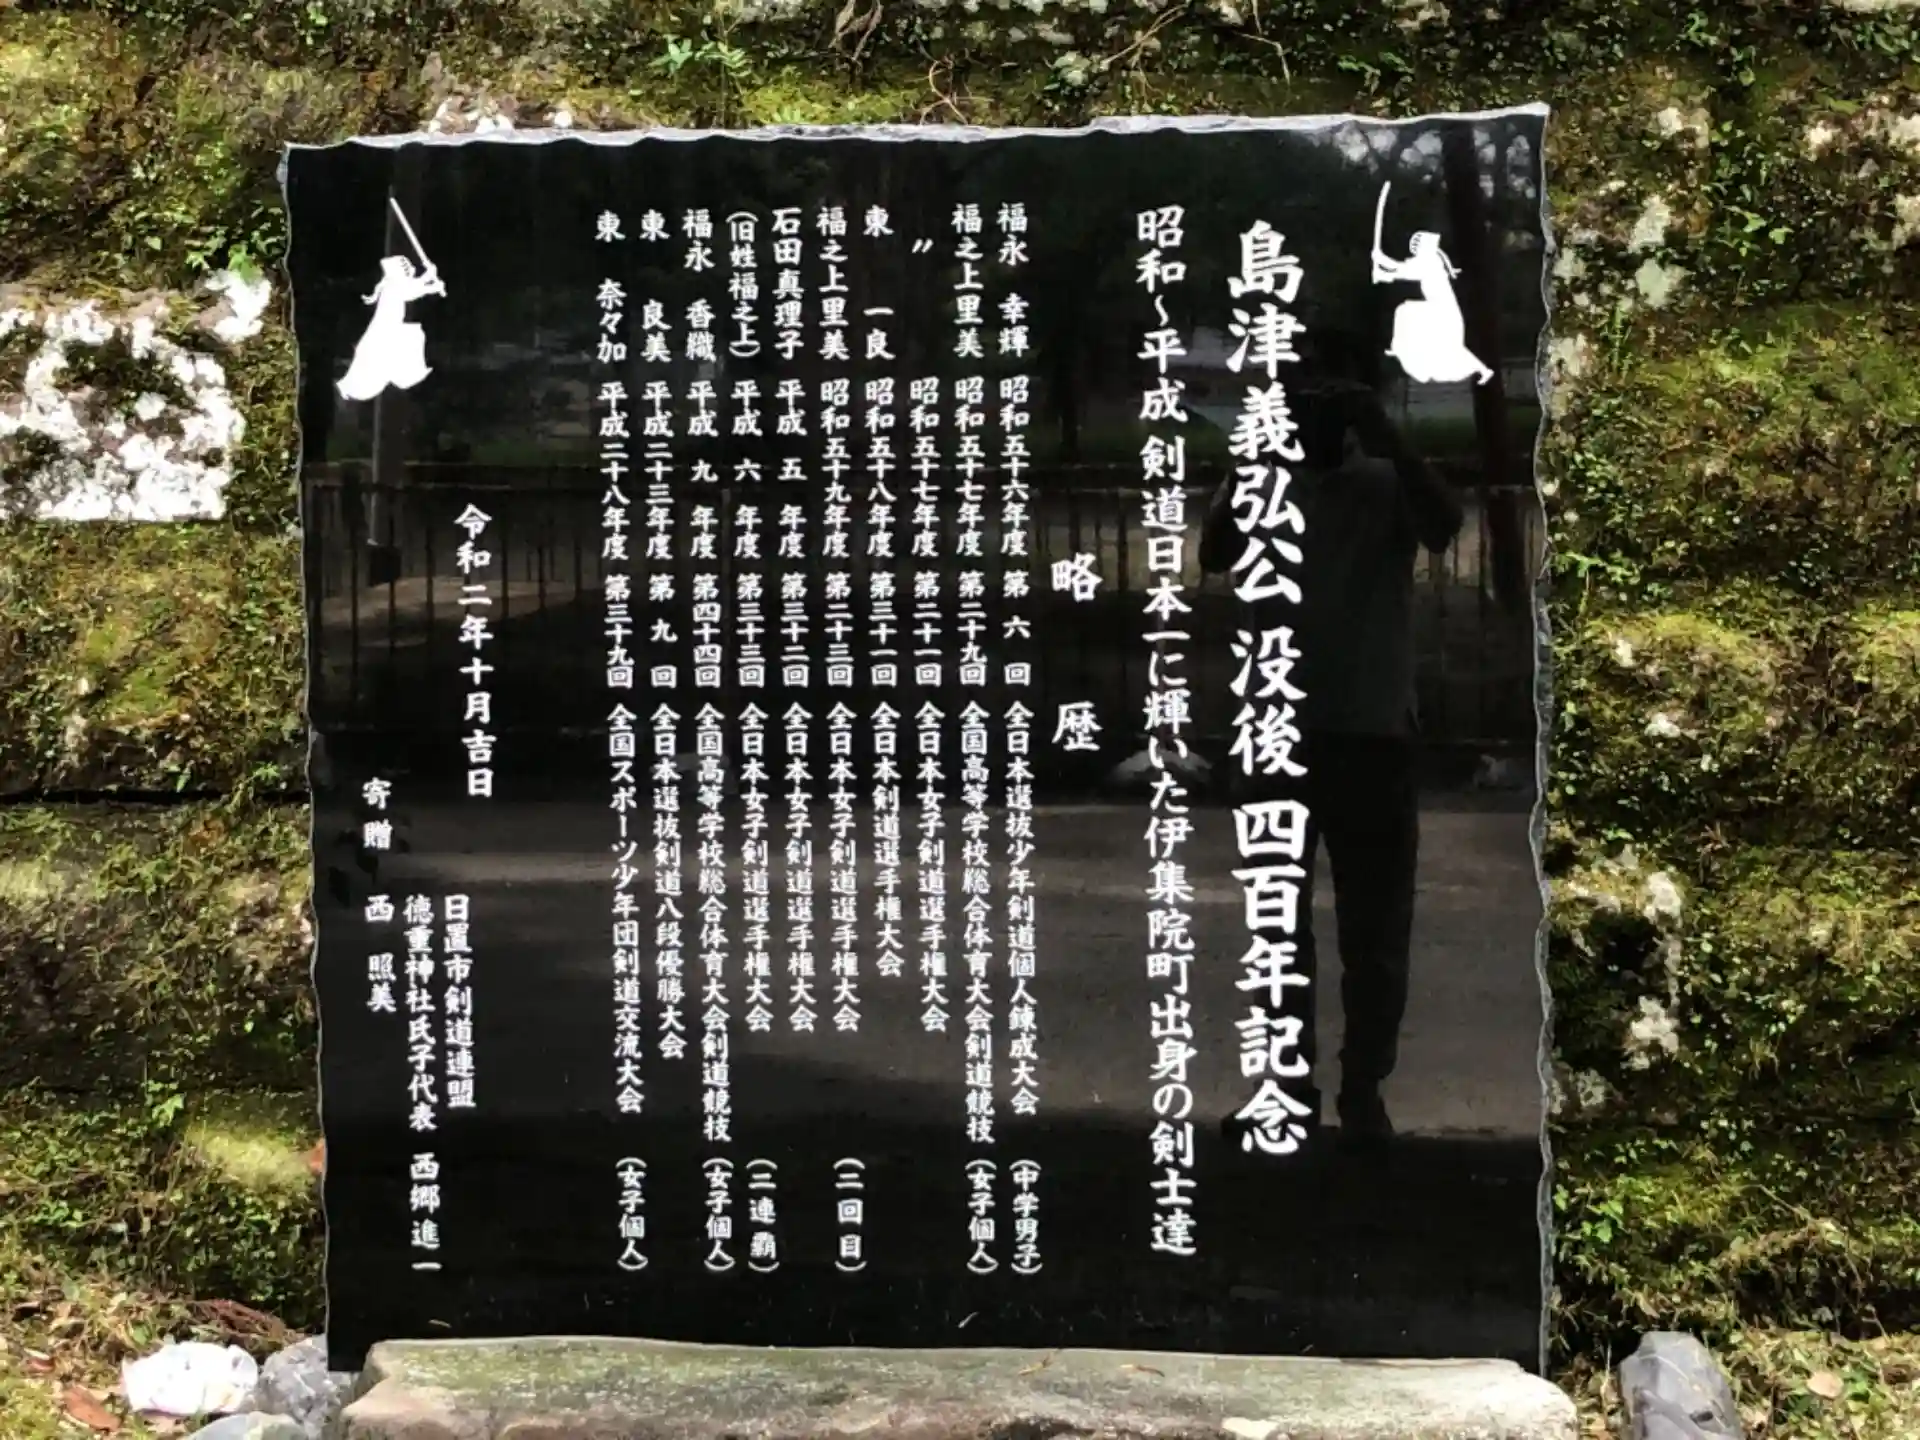 島津義弘公 没後 四百年記念
昭和~平成 剣道日本一に輝いた伊集院町出身の剣士達
略歴
福永 幸輝 昭和五十六年度 第六回 全日本選抜少年剣道個人錬成大会 (中学男子)
福之上里美 昭和五十七年度 第二十九回 全国高等学校総合体育大会剣道競技 (女子個人)
〃 昭和五十七年度 第二十一回 全日本女子剣道選手権大会
東 一良 昭和五十八年度 第三十一回 全日本剣道選手権大会
福之上里美 昭和五十九年度 第二十三回 全日本女子剣道選手権大会 (二回目)
石田真理子 平成 五 年度 第三十二回 全日本女子剣道選手権大会
(旧姓福之上) 平成 六 年度 第三十三回 全日本女子剣道選手権大会 (二連覇)
福永 香織 平成 九 年度 第四十四回 全国高等学校総合体育大会剣道競技 (女子個人)
東 良美 平成二十三年度 第 九 回 全日本選抜剣道八段優勝大会
東 奈々加 平成二十八年度 第三十九回 全国スポーツ少年団剣道交流大会 (女子個人)
令和二年十月吉日
日置市剣道連盟
徳重神社氏子代表 西郷進一
寄贈 西 照美